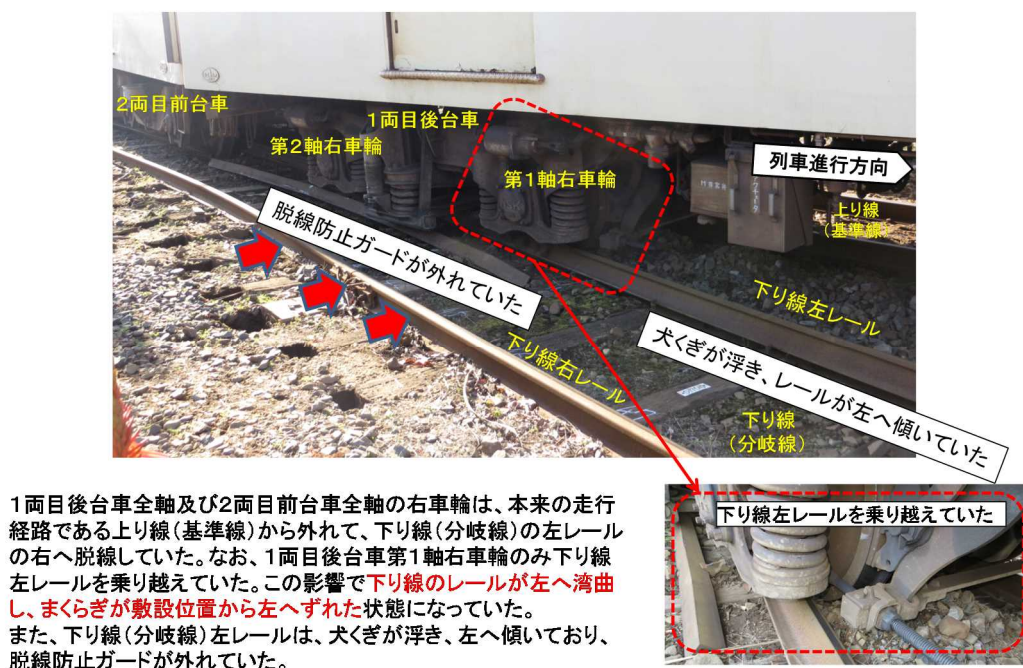 2両目前台車
1両目後台車
第2軸右車輪
第1軸右車輪
列車進行方向
上り線
(基準線)
脱線防止ガードが外れていた
下り線左レール
下り線右レール
犬くぎが浮き、レールが左へ傾いていた
下り線
(分岐線)
1両目後台車全軸及び2両目前台車全軸の右車輪は、本来の走行
経路である上り線(基準線)から外れて、下り線(分岐線)の左レール
の右へ脱線していた。なお、1両目後台車第1軸右車輪のみ下り線
左レールを乗り越えていた。この影響で下り線のレールが左へ湾曲
し、まくらぎが敷設位置から左へずれた状態になっていた。
また、下り線(分岐線)左レールは、犬くぎが浮き、左へ傾いており、
脱線防止ガードが外れていた。
下り線左レールを乗り越えていた